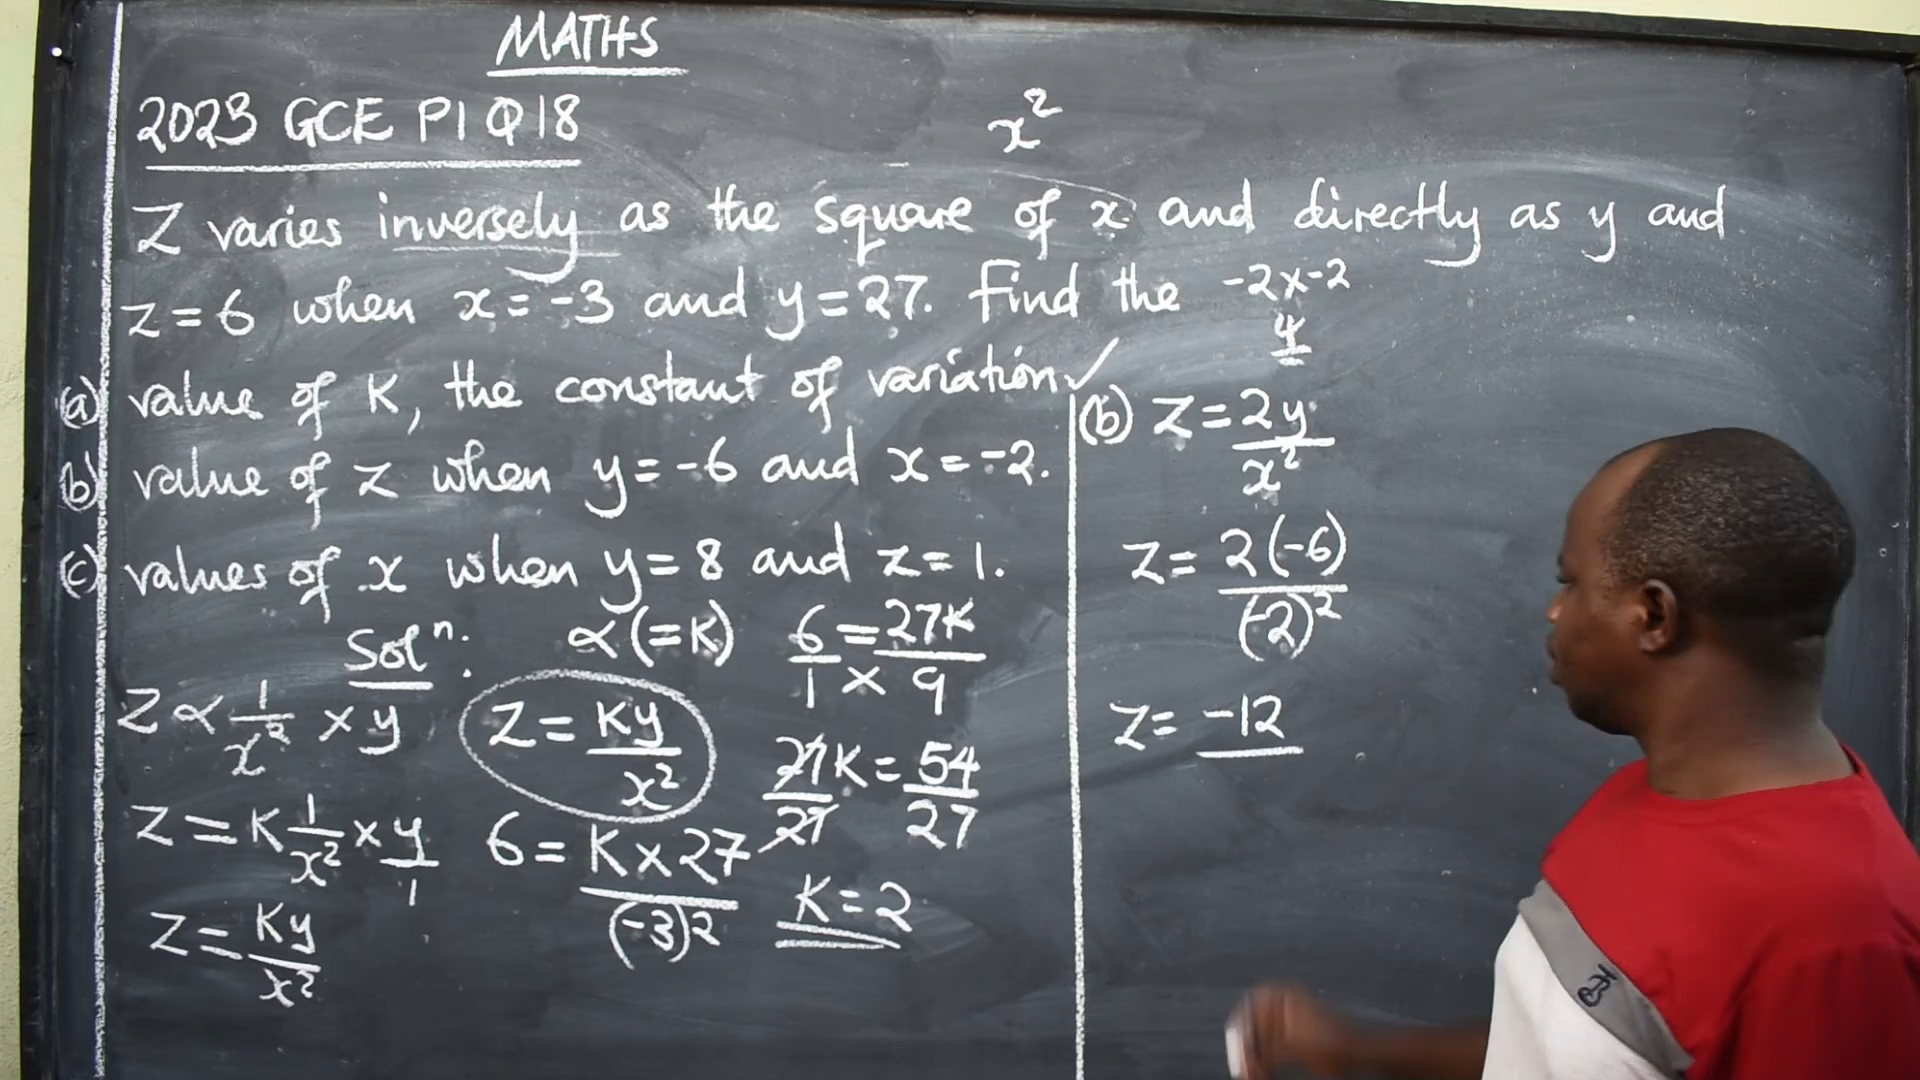 MATHS
2023 GCE P1 Q18
x²
Z varies inversely as the square of x and directly as y and
z = 6 when x = -3 and y = 27. Find the
-2x-2
4
(a) value of K, the constant of variation ✓
(b) value of z when y = -6 and x = -2.
(c) values of x when y = 8 and z = 1.
Solⁿ:
Z ∝ 1/x² × y
Z = K 1/x² × y/1
Z = Ky/x²
∝ (= K)
Z = Ky/x²
6 = K × 27/(-3)²
6/1 × = 27K/9
27K/27 = 54/27
K = 2
(b) Z = 2y/x²
Z = 2(-6)/(-2)²
Z = -12